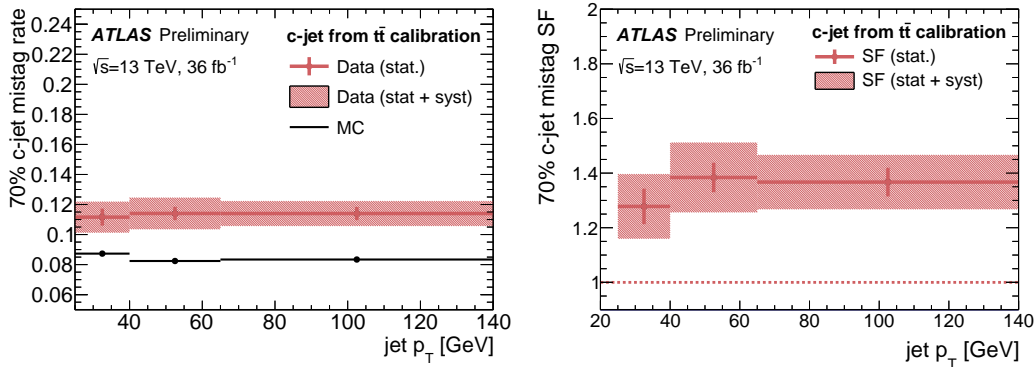 70% c-jet mistag rate
0.24
0.22
0.2
0.18
0.16
0.14
0.12
0.1
0.08
0.06
ATLAS Preliminary
√s=13 TeV, 36 fb⁻¹
c-jet from tt̄ calibration
Data (stat.)
Data (stat + syst)
MC
40 60 80 100 120 140
jet p_T [GeV]
70% c-jet mistag SF
2
1.8
1.6
1.4
1.2
1
ATLAS Preliminary
√s=13 TeV, 36 fb⁻¹
c-jet from tt̄ calibration
SF (stat.)
SF (stat + syst)
20 40 60 80 100 120 140
jet p_T [GeV]